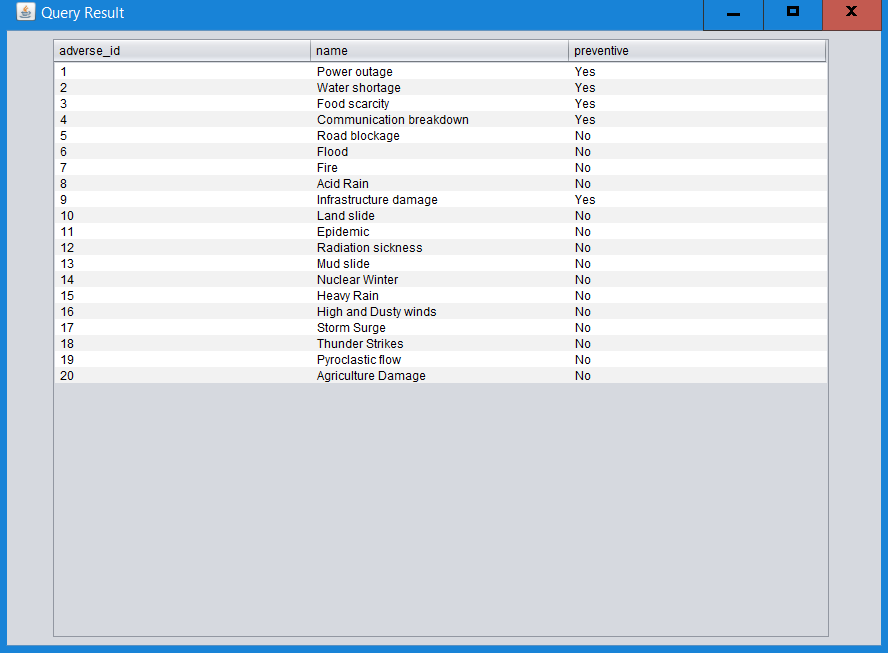 Query Result
adverse_id name preventive
1 Power outage Yes
2 Water shortage Yes
3 Food scarcity Yes
4 Communication breakdown Yes
5 Road blockage No
6 Flood No
7 Fire No
8 Acid Rain No
9 Infrastructure damage Yes
10 Land slide No
11 Epidemic No
12 Radiation sickness No
13 Mud slide No
14 Nuclear Winter No
15 Heavy Rain No
16 High and Dusty winds No
17 Storm Surge No
18 Thunder Strikes No
19 Pyroclastic flow No
20 Agriculture Damage No